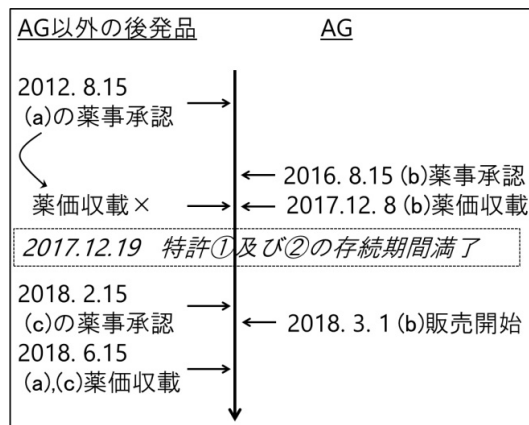 AG以外の後発品
AG
2012. 8.15
(a)の薬事承認
2016. 8.15 (b)薬事承認
薬価収載×
2017.12. 8 (b)薬価収載
2017.12.19 特許①及び②の存続期間満了
2018. 2.15
(c)の薬事承認
2018. 3. 1 (b)販売開始
2018. 6.15
(a),(c)薬価収載